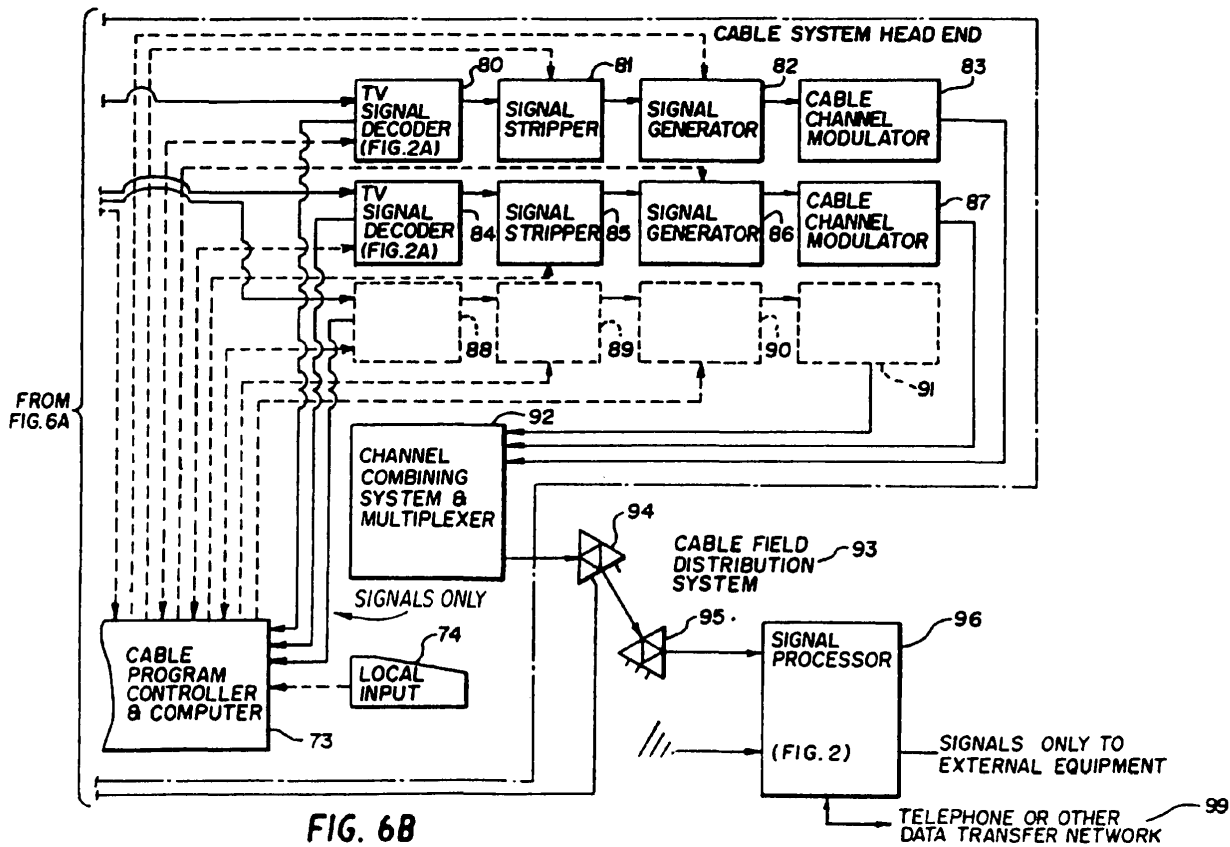 CABLE SYSTEM HEAD END
80
81
82
83
TV
SIGNAL
DECODER
(FIG.2A)
SIGNAL
STRIPPER
SIGNAL
GENERATOR
CABLE
CHANNEL
MODULATOR
TV
SIGNAL
DECODER
(FIG.2A)
84
SIGNAL
STRIPPER
85
SIGNAL
GENERATOR
86
CABLE
CHANNEL
MODULATOR
87
88
89
90
91
FROM
FIG. 6A
92
CHANNEL
COMBINING
SYSTEM &
MULTIPLEXER
94
CABLE FIELD
DISTRIBUTION
SYSTEM
93
SIGNALS ONLY
74
LOCAL
INPUT
CABLE
PROGRAM
CONTROLLER
& COMPUTER
73
95.
96
SIGNAL
PROCESSOR
(FIG. 2)
SIGNALS ONLY TO
EXTERNAL EQUIPMENT
TELEPHONE OR OTHER
DATA TRANSFER NETWORK
99
FIG. 6B